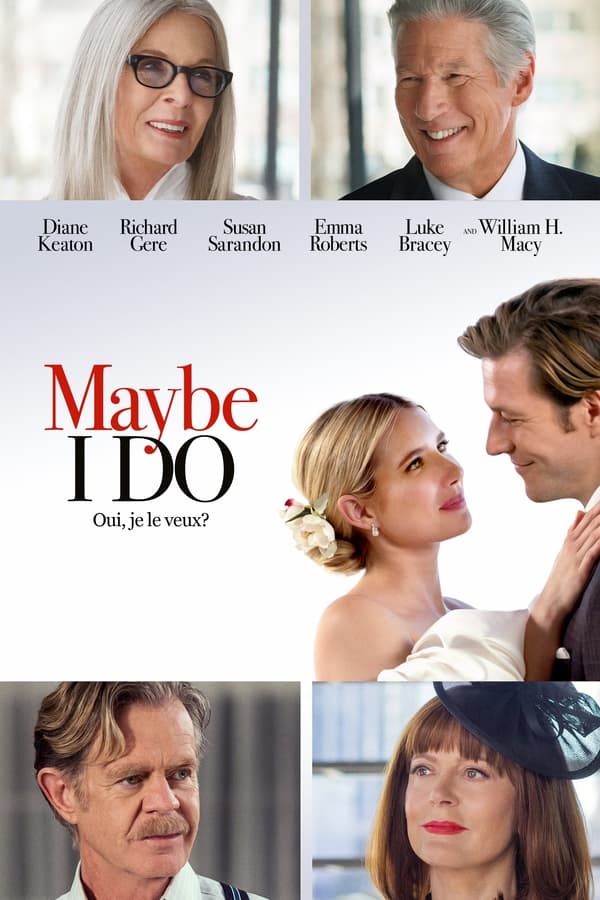 Diane Richard Susan Emma Luke AND William H.
Keaton Gere Sarandon Roberts Bracey Macy
Maybe
I DO
Oui, je le veux?